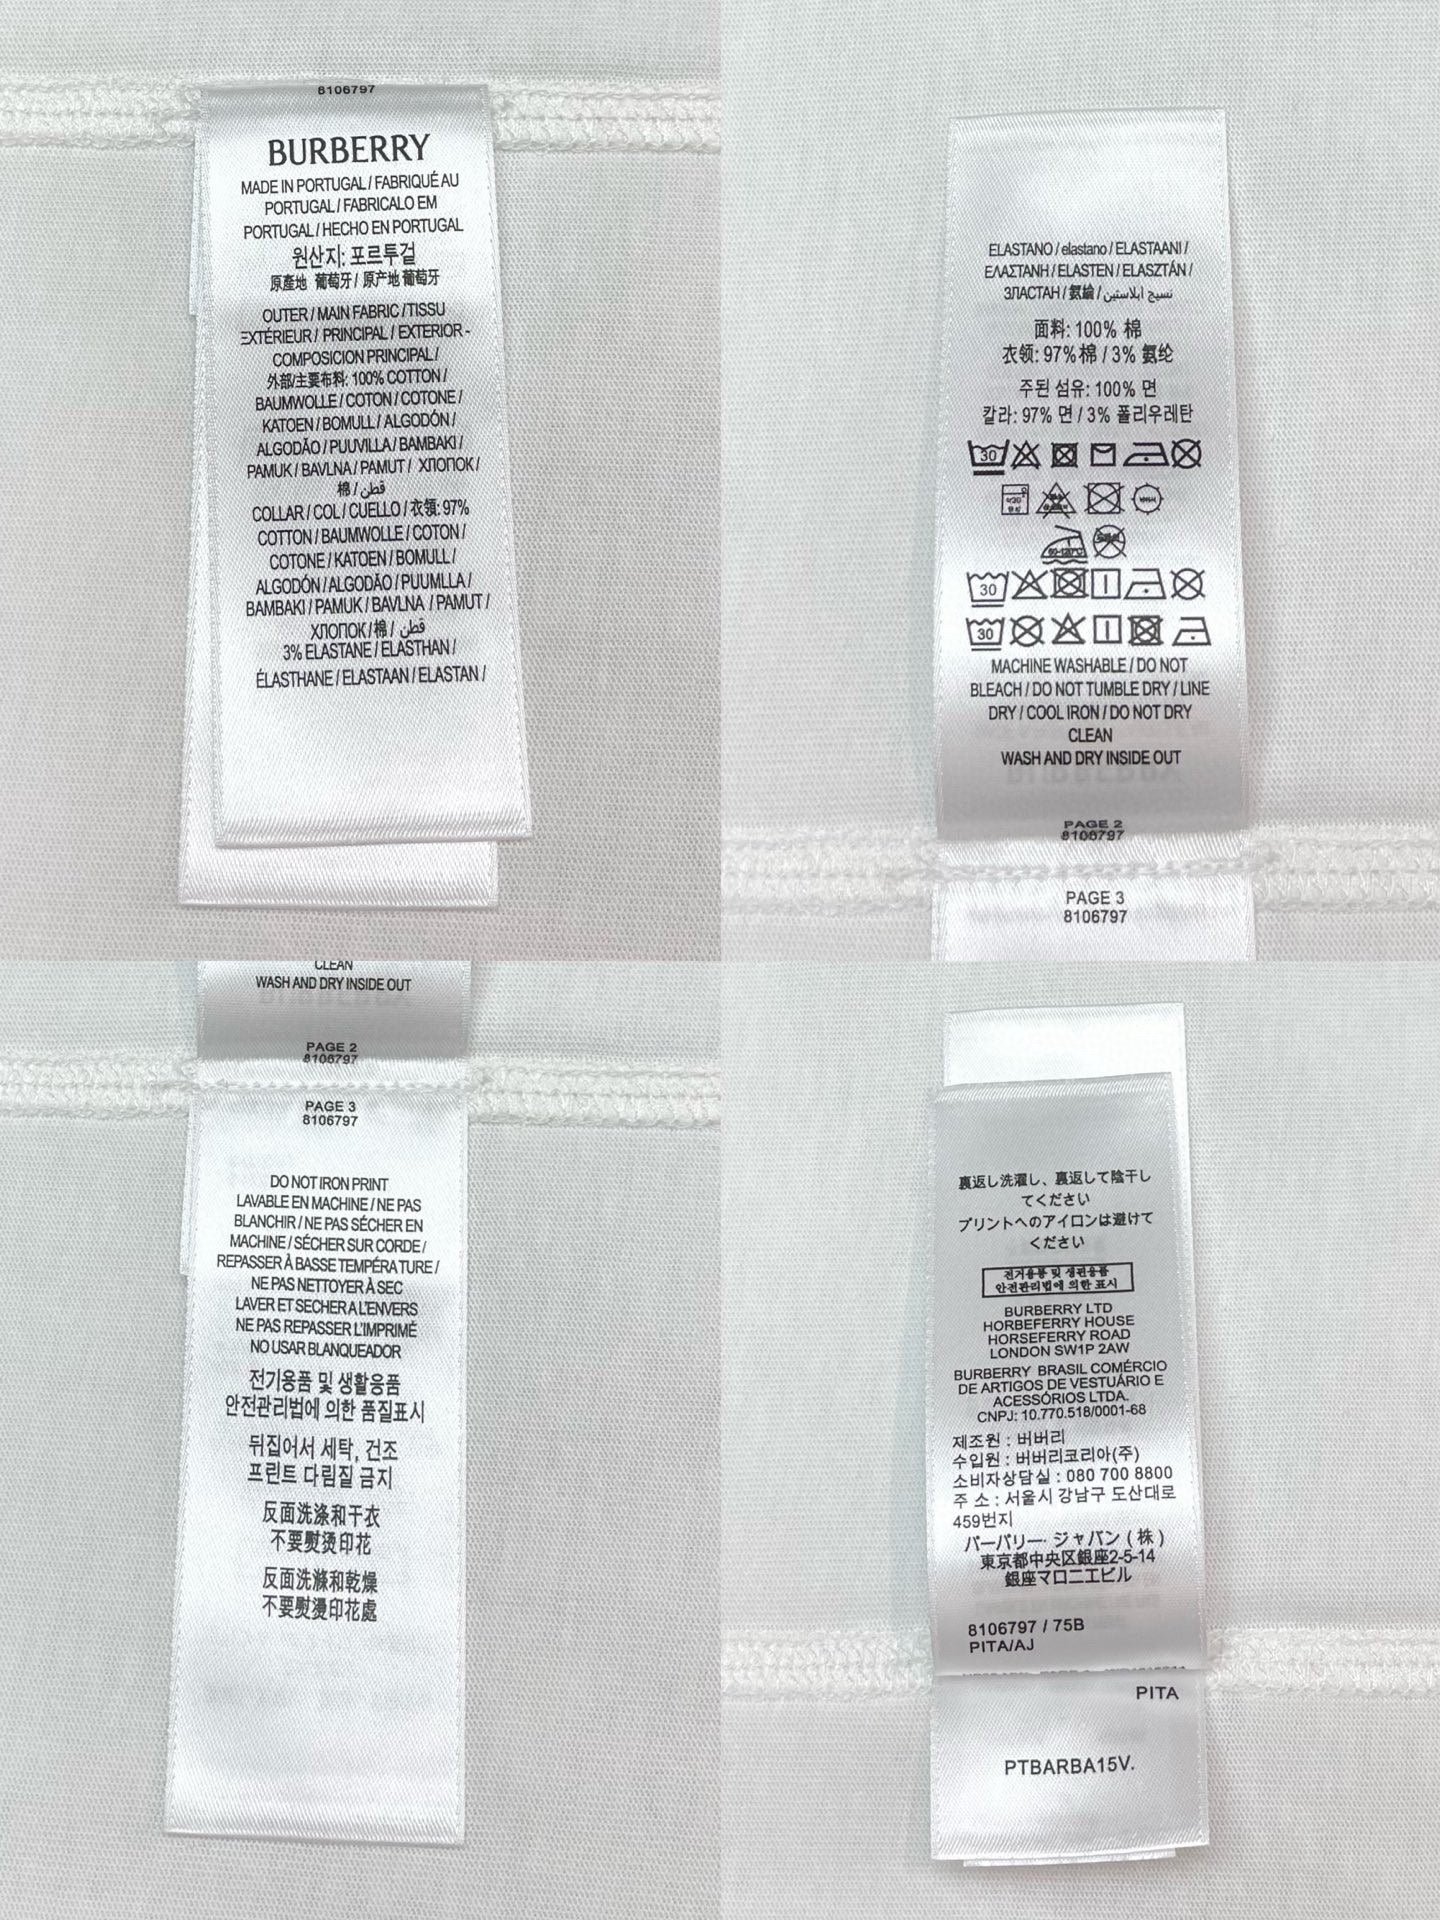 8106797
BURBERRY
MADE IN PORTUGAL / FABRIQUÉ AU
PORTUGAL / FABRICALO EM
PORTUGAL / HECHO EN PORTUGAL
원산지: 포르투걸
原產地 葡萄牙 / 原产地 葡萄牙
OUTER / MAIN FABRIC / TISSU
EXTÉRIEUR / PRINCIPAL / EXTERIOR -
COMPOSICION PRINCIPAL /
外部/主要布料: 100% COTTON /
BAUMWOLLE / COTON / COTONE /
KATOEN / BOMULL / ALGODÓN /
ALGODÃO / PUUVILLA / BAMBAKI /
PAMUK / BAVLNA / PAMUT / ХЛОПОК /
棉 / قطن /
COLLAR / COL / CUELLO / 衣領: 97%
COTTON / BAUMWOLLE / COTON /
COTONE / KATOEN / BOMULL /
ALGODÓN / ALGODÃO / PUUMLLA /
BAMBAKI / PAMUK / BAVLNA / PAMUT /
ХЛОПОК / 棉 / قطن /
3% ELASTANE / ELASTHAN /
ÉLASTHANE / ELASTAAN / ELASTAN /
ELASTANO / elastano / ELASTAANI /
ΕΛΑΣΤΑΝΗ / ELASTEN / ELASZTÁN /
ЗЛАСТАН / 氨綸 / نسيج ايلاستين
面料: 100% 棉
衣领: 97% 棉 / 3% 氨纶
주된 섬유: 100% 면
칼라: 97% 면 / 3% 폴리우레탄
30
30
30
MACHINE WASHABLE / DO NOT
BLEACH / DO NOT TUMBLE DRY / LINE
DRY / COOL IRON / DO NOT DRY
CLEAN
WASH AND DRY INSIDE OUT
PAGE 2
8106797
PAGE 3
8106797
CLEAN
WASH AND DRY INSIDE OUT
PAGE 2
8106797
PAGE 3
8106797
DO NOT IRON PRINT
LAVABLE EN MACHINE / NE PAS
BLANCHIR / NE PAS SÉCHER EN
MACHINE / SÉCHER SUR CORDE /
REPASSER À BASSE TEMPÉRATURE /
NE PAS NETTOYER À SEC
LAVER ET SECHER A L'ENVERS
NE PAS REPASSER L'IMPRIMÉ
NO USAR BLANQUEADOR
전기용품 및 생활용품
안전관리법에 의한 품질표시
뒤집어서 세탁, 건조
프린트 다림질 금지
反面洗涤和干衣
不要熨烫印花
反面洗滌和乾燥
不要熨燙印花處
裏返し洗濯し、裏返して陰干し
てください
プリントへのアイロンは避けて
ください
안전관리법에 의한 표시
BURBERRY LTD
HORBEFERRY HOUSE
HORSEFERRY ROAD
LONDON SW1P 2AW
BURBERRY BRASIL COMÉRCIO
DE ARTIGOS DE VESTUÁRIO E
ACESSÓRIOS LTDA.
CNPJ: 10.770.518/0001-68
제조원 : 버버리
수입원 : 버버리코리아(주)
소비자상담실 : 080 700 8800
주 소 : 서울시 강남구 도산대로
459번지
バーバリー・ジャパン ( 株 )
東京都中央区銀座2-5-14
銀座マロニエビル
8106797 / 75B
PITA/AJ
PITA
PTBARBA15V.